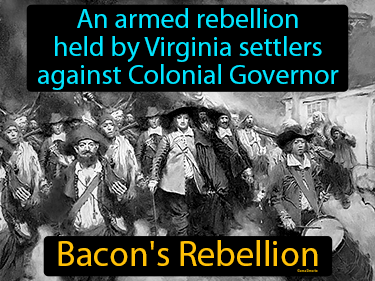 An armed rebellion
held by Virginia settlers
against Colonial Governor
Bacon's Rebellion